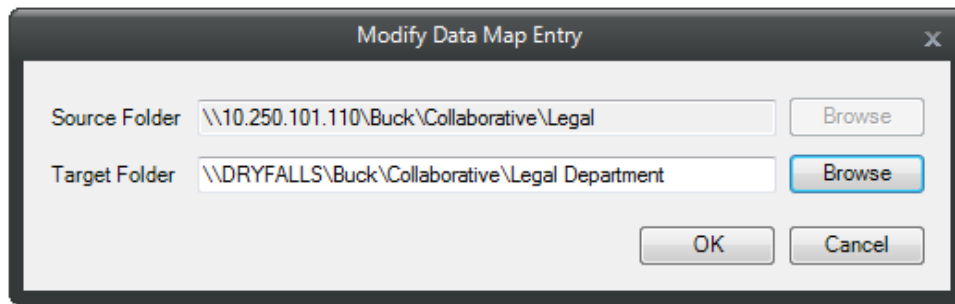 Modify Data Map Entry
x
Source Folder \\10.250.101.110\Buck\Collaborative\Legal Browse
Target Folder \\DRYFALLS\Buck\Collaborative\Legal Department Browse
OK Cancel